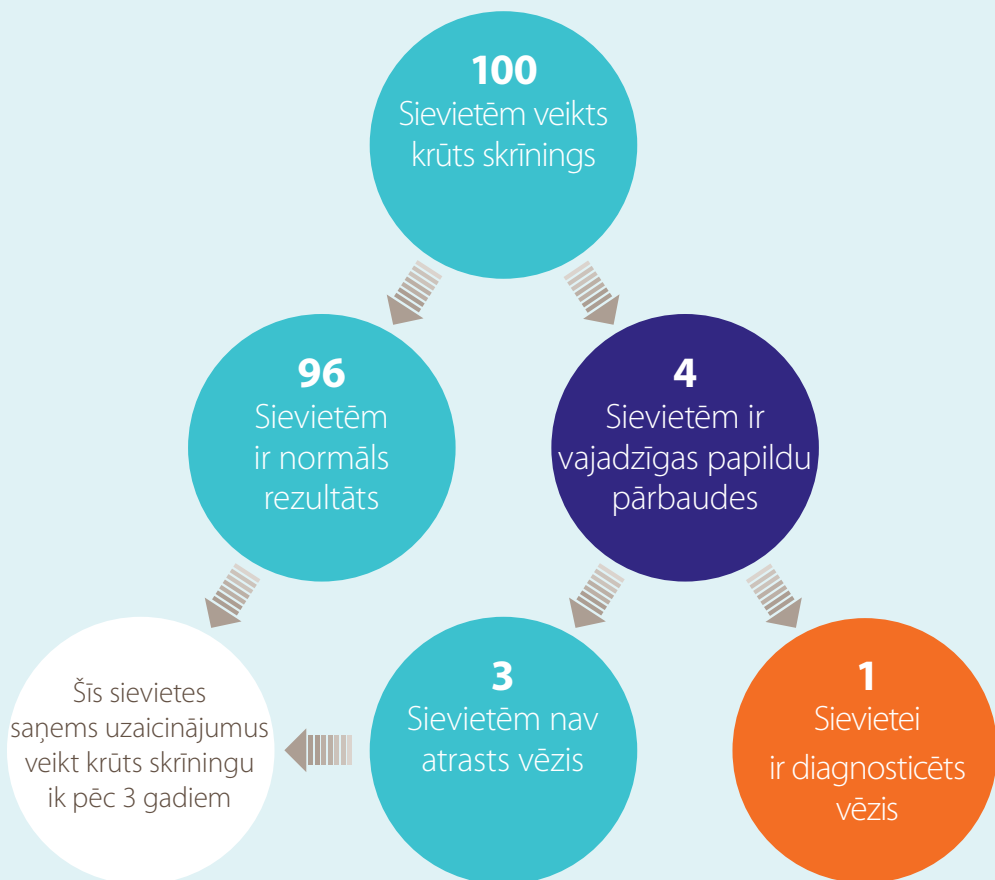 100
Sievietēm veikts
krūts skrīnings
96
Sievietēm
ir normāls
rezultāts
4
Sievietēm ir
vajadzīgas papildu
pārbaudes
Šīs sievietes
saņems uzaicinājumus
veikt krūts skrīningu
ik pēc 3 gadiem
3
Sievietēm nav
atrasts vēzis
1
Sievietei
ir diagnosticēts
vēzis